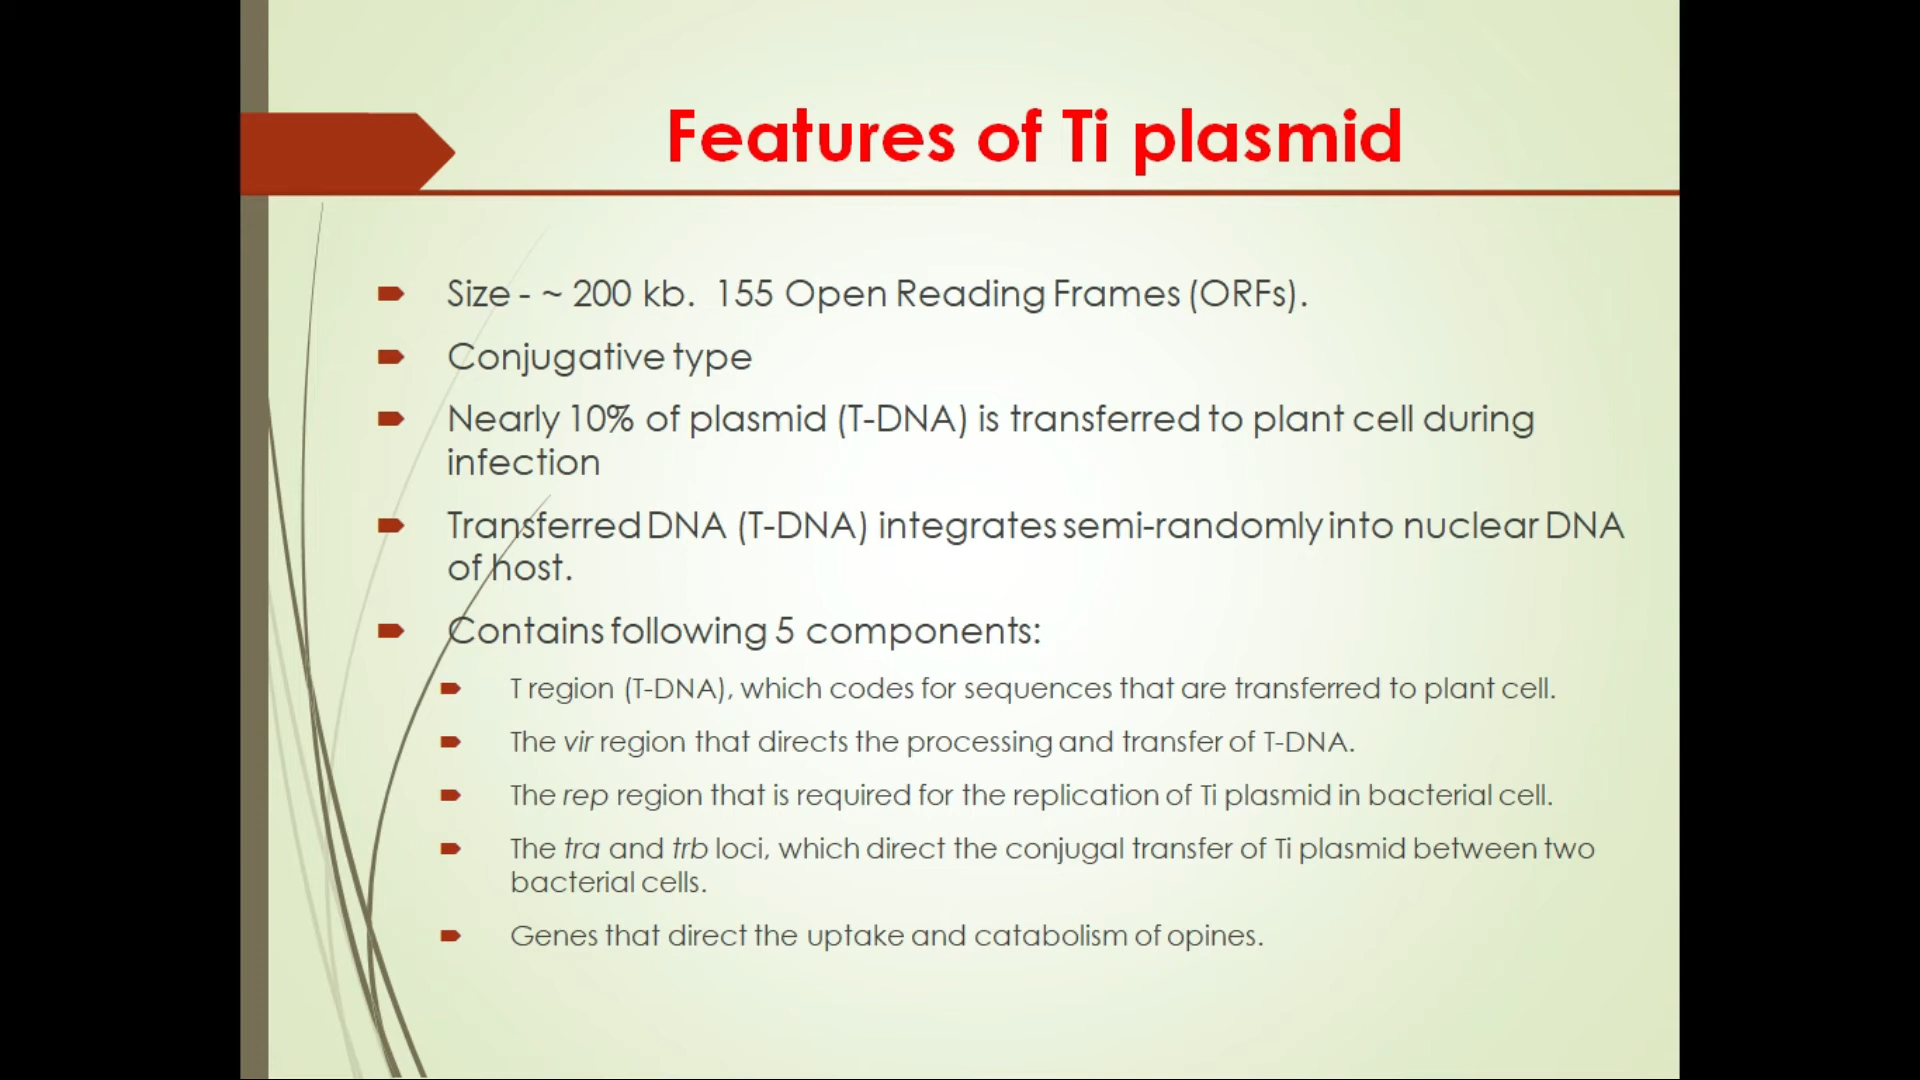 Features of Ti plasmid
Size - ~ 200 kb. 155 Open Reading Frames (ORFs).
Conjugative type
Nearly 10% of plasmid (T-DNA) is transferred to plant cell during
infection
Transferred DNA (T-DNA) integrates semi-randomly into nuclear DNA
of host.
Contains following 5 components:
T region (T-DNA), which codes for sequences that are transferred to plant cell.
The vir region that directs the processing and transfer of T-DNA.
The rep region that is required for the replication of Ti plasmid in bacterial cell.
The tra and trb loci, which direct the conjugal transfer of Ti plasmid between two
bacterial cells.
Genes that direct the uptake and catabolism of opines.